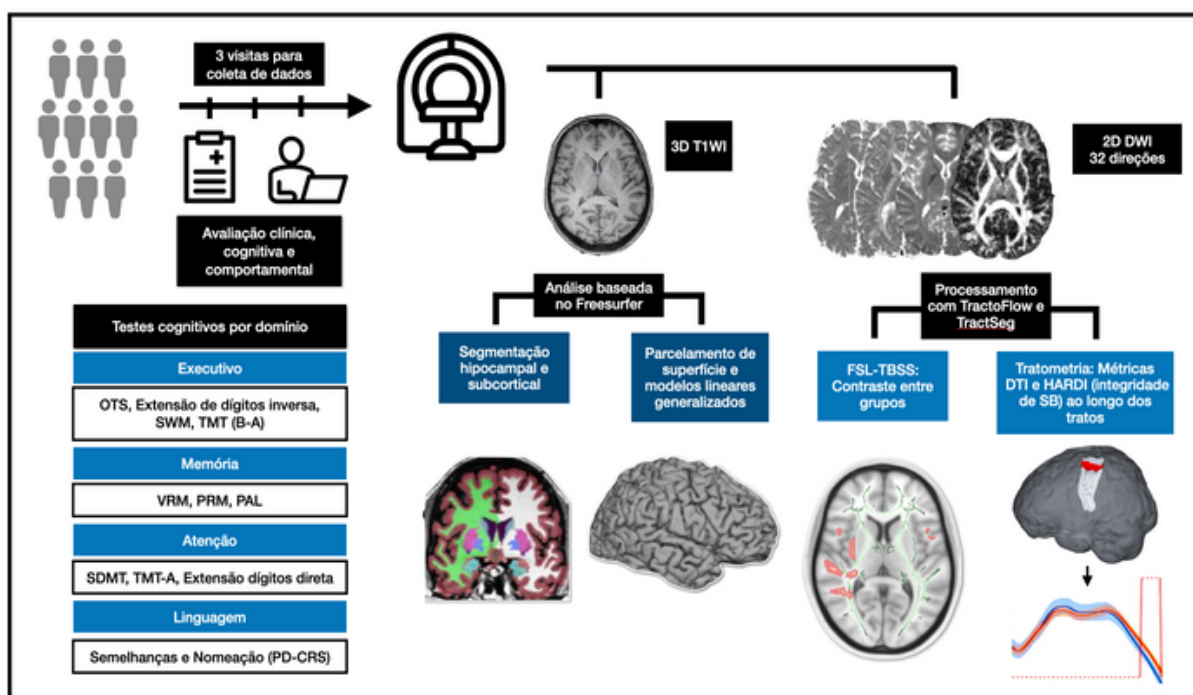 3 visitas para
coleta de dados
Avaliação clínica,
cognitiva e
comportamental
Testes cognitivos por domínio
Executivo
OTS, Extensão de dígitos inversa,
SWM, TMT (B-A)
Memória
VRM, PRM, PAL
Atenção
SDMT, TMT-A, Extensão dígitos direta
Linguagem
Semelhanças e Nomeação (PD-CRS)
3D T1WI
2D DWI
32 direções
Análise baseada
no Freesurfer
Segmentação
hipocampal e
subcortical
Parcelamento de
superfície e
modelos lineares
generalizados
Processamento
com TractoFlow e
TractSeg
FSL-TBSS:
Contraste entre
grupos
Tratometria: Métricas
DTI e HARDI (integridade
de SB) ao longo dos
tratos